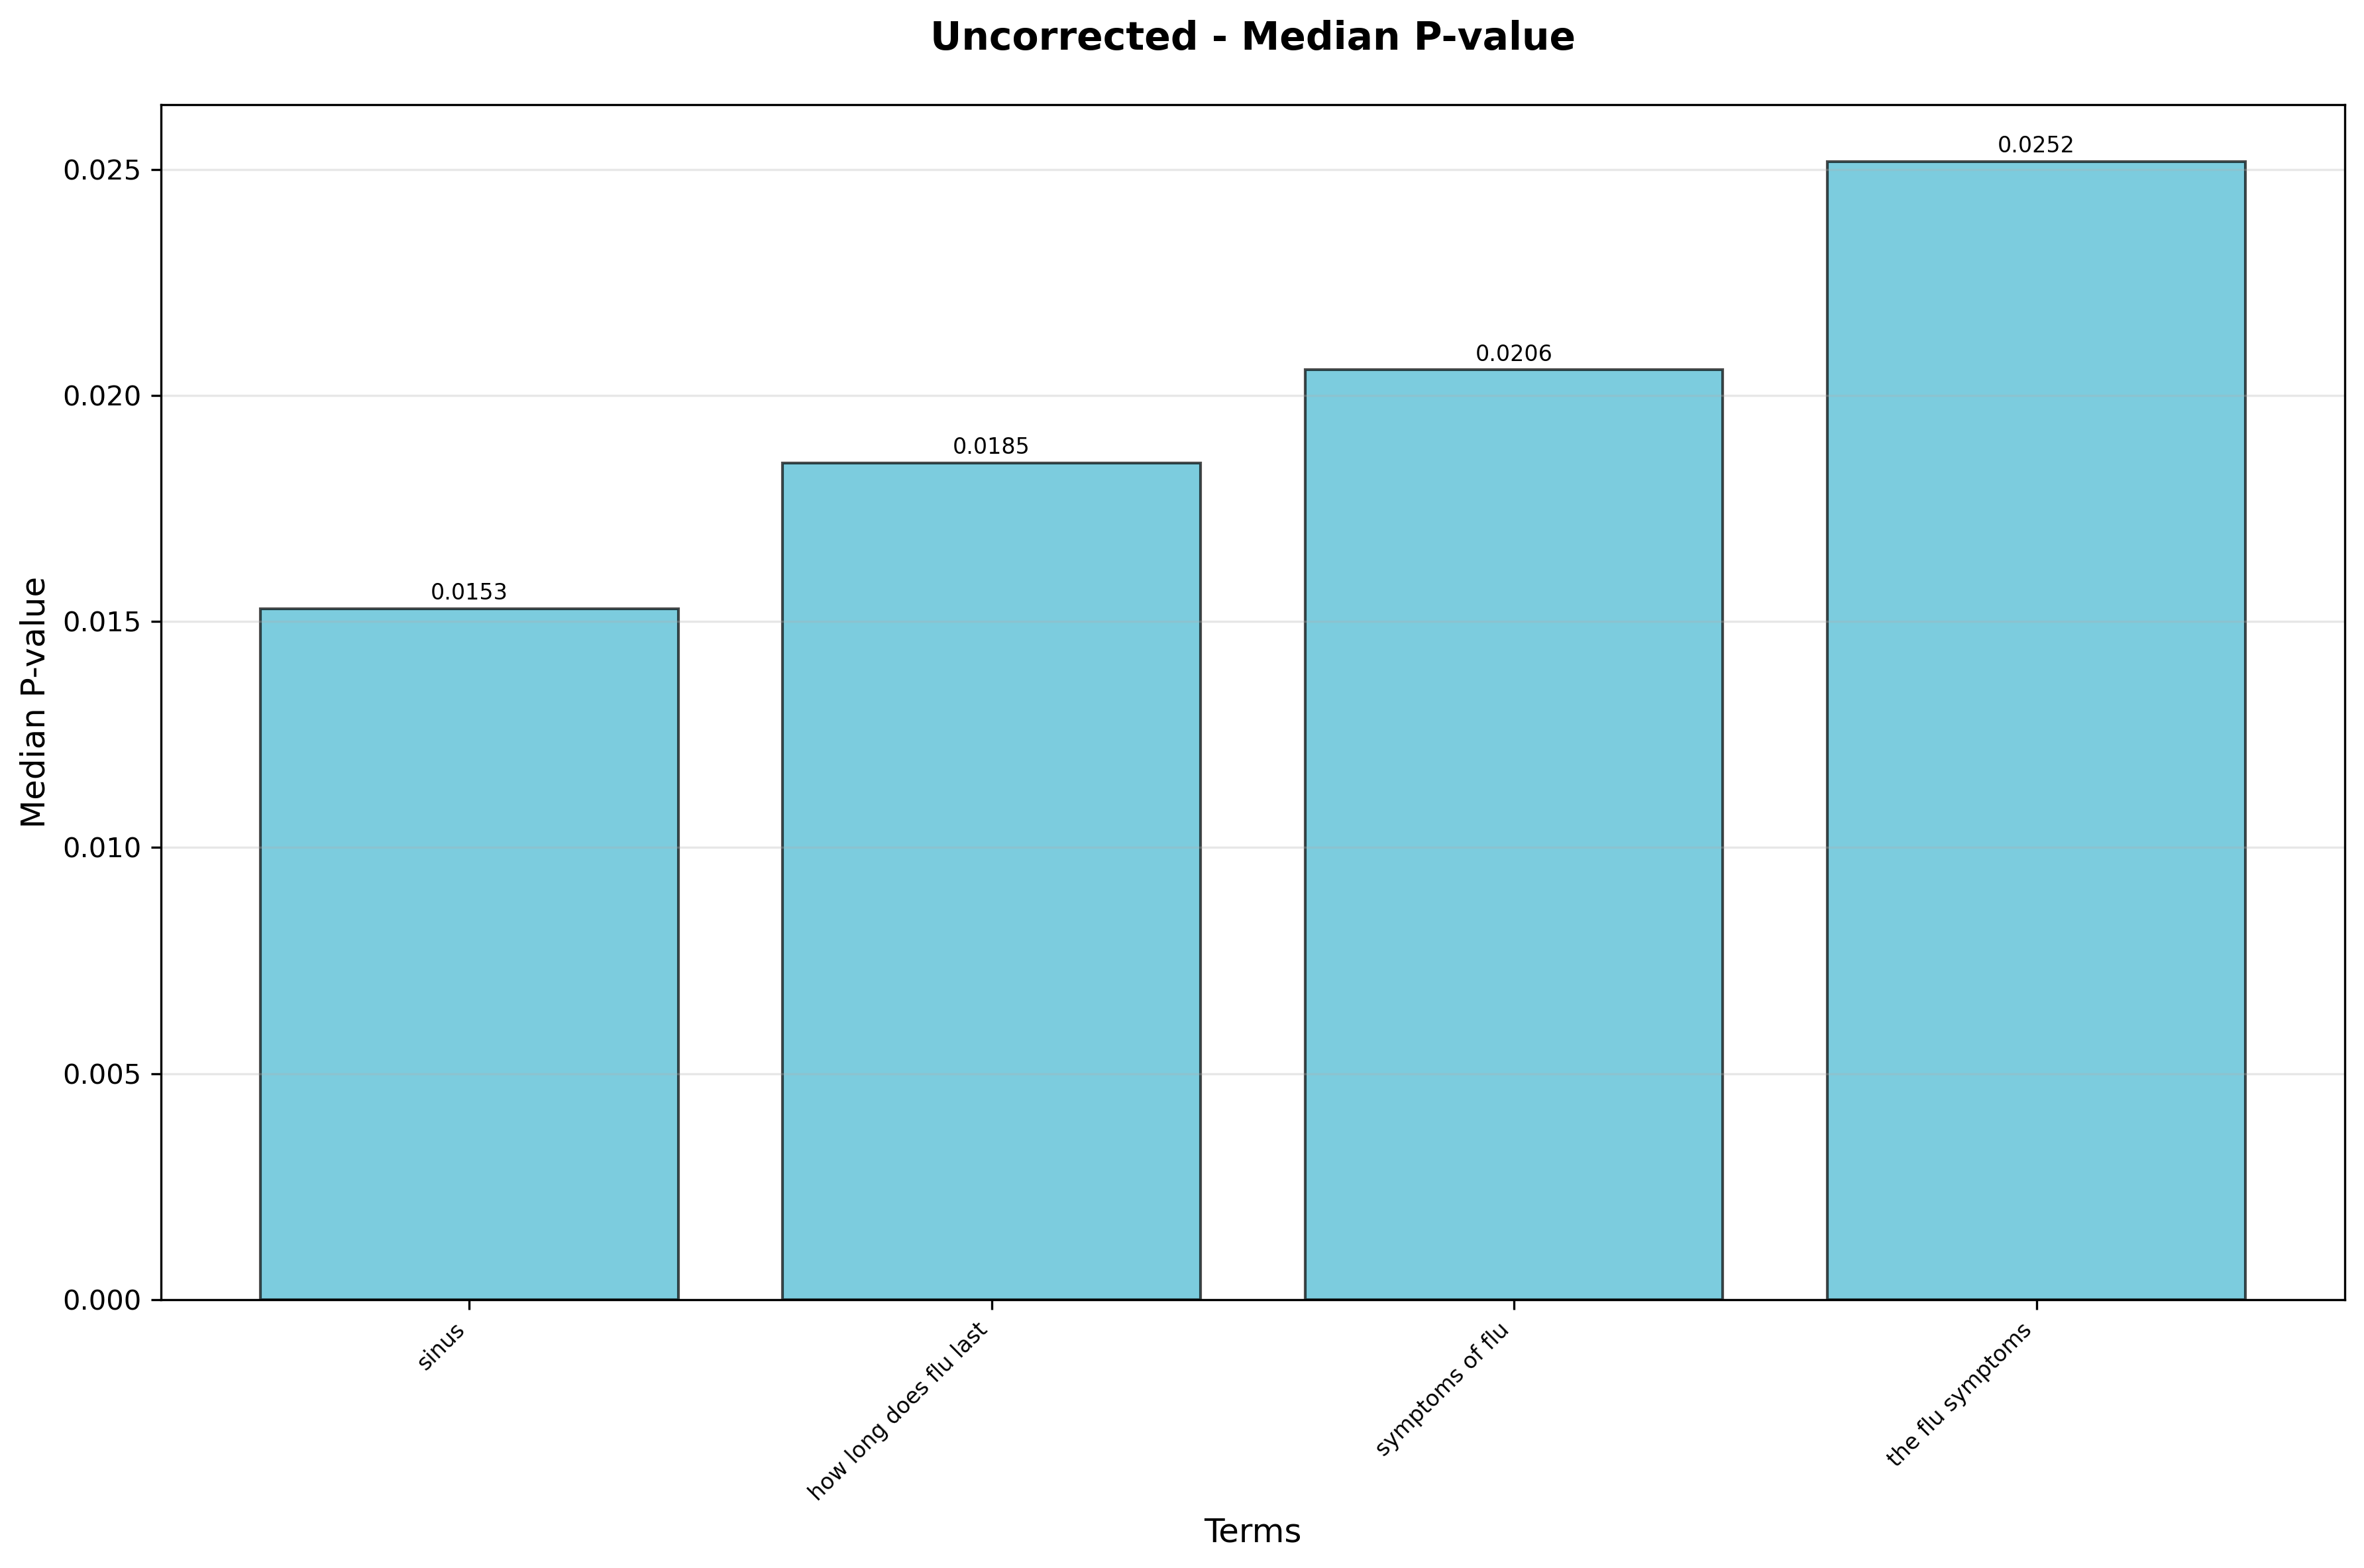 Uncorrected - Median P-value
Median P-value
0.025
0.020
0.015
0.010
0.005
0.000
0.0153
0.0185
0.0206
0.0252
sinus
how long does flu last
symptoms of flu
the flu symptoms
Terms